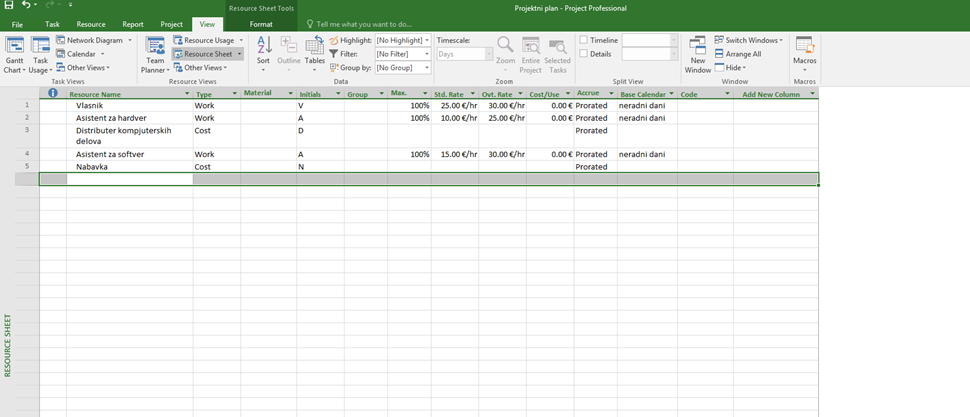 Resource Sheet Tools
Projektni plan - Project Professional
File Task Resource Report Project View Format Tell me what you want to do...
Gantt Chart
Task Usage
Network Diagram
Calendar
Other Views
Task Views
Team Planner
Resource Usage
Resource Sheet
Other Views
Resource Views
Sort
Outline
Tables
Highlight: [No Highlight]
Filter: [No Filter]
Group by: [No Group]
Data
Timescale:
Days
Zoom
Entire Project
Selected Tasks
Zoom
Timeline
Details
Split View
New Window
Switch Windows
Arrange All
Hide
Window
Macros
Macros
Resource Name Type Material Initials Group Max. Std. Rate Ovt. Rate Cost/Use Accrue Base Calendar Code Add New Column
1 Vlasnik Work V 100% 25.00 €/hr 30.00 €/hr 0.00 € Prorated neradni dani
2 Asistent za hardver Work A 100% 10.00 €/hr 25.00 €/hr 0.00 € Prorated neradni dani
3 Distributer kompjuterskih Cost D Prorated
delova
4 Asistent za softver Work A 100% 15.00 €/hr 30.00 €/hr 0.00 € Prorated neradni dani
5 Nabavka Cost N Prorated
RESOURCE SHEET